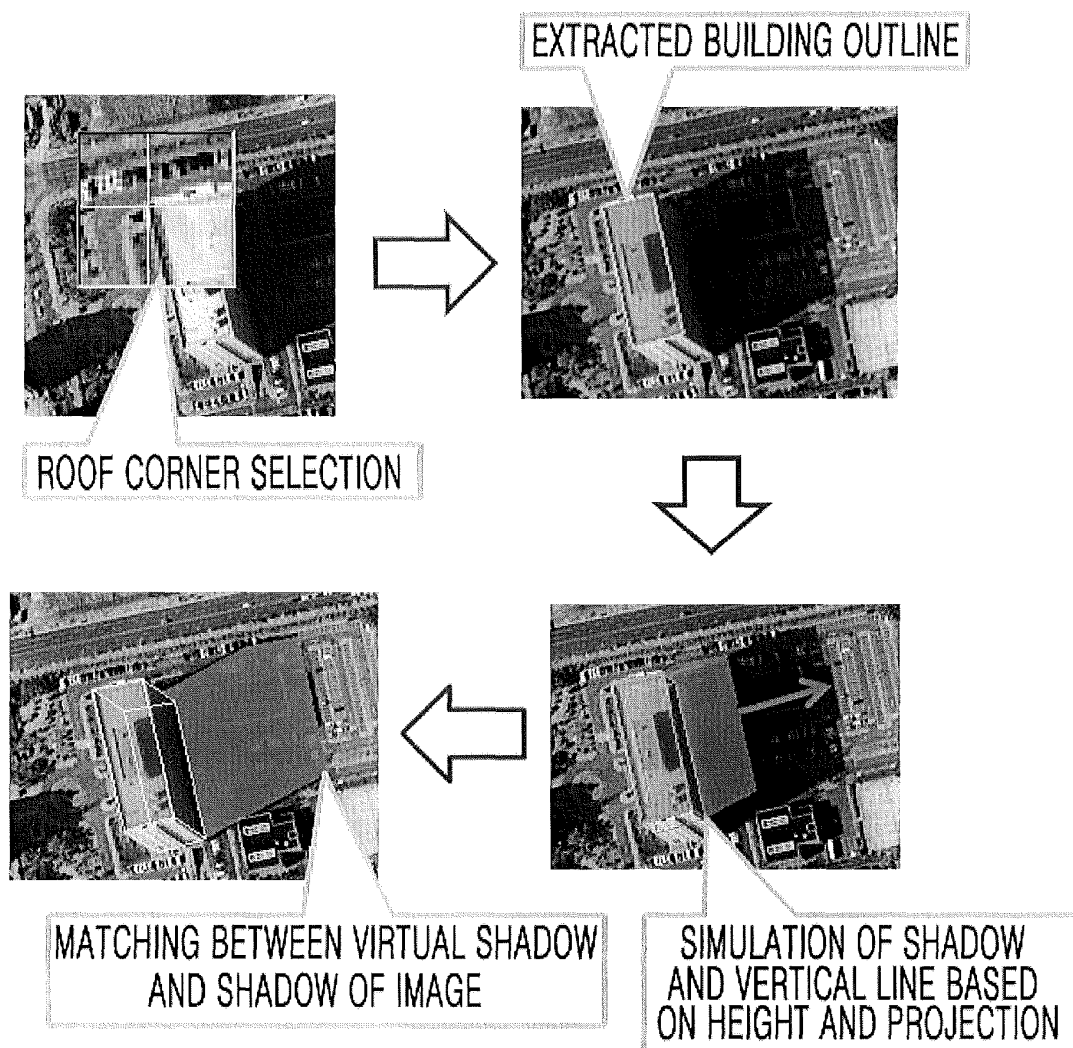 EXTRACTED BUILDING OUTLINE
ROOF CORNER SELECTION
MATCHING BETWEEN VIRTUAL SHADOW
AND SHADOW OF IMAGE
SIMULATION OF SHADOW
AND VERTICAL LINE BASED
ON HEIGHT AND PROJECTION